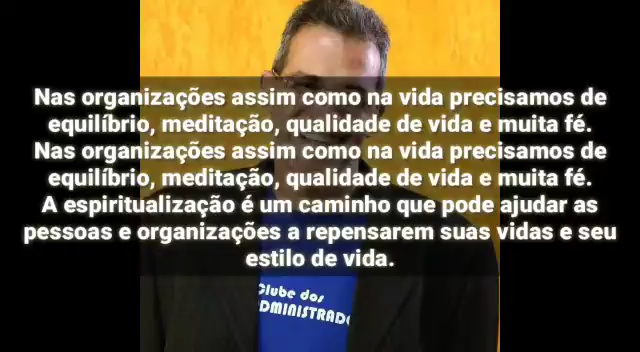 Nas organizações assim como na vida precisamos de
equilíbrio, meditação, qualidade de vida e muita fé.
Nas organizações assim como na vida precisamos de
equilíbrio, meditação, qualidade de vida e muita fé.
A espiritualização é um caminho que pode ajudar as
pessoas e organizações a repensarem suas vidas e seu
estilo de vida.
Clube dos